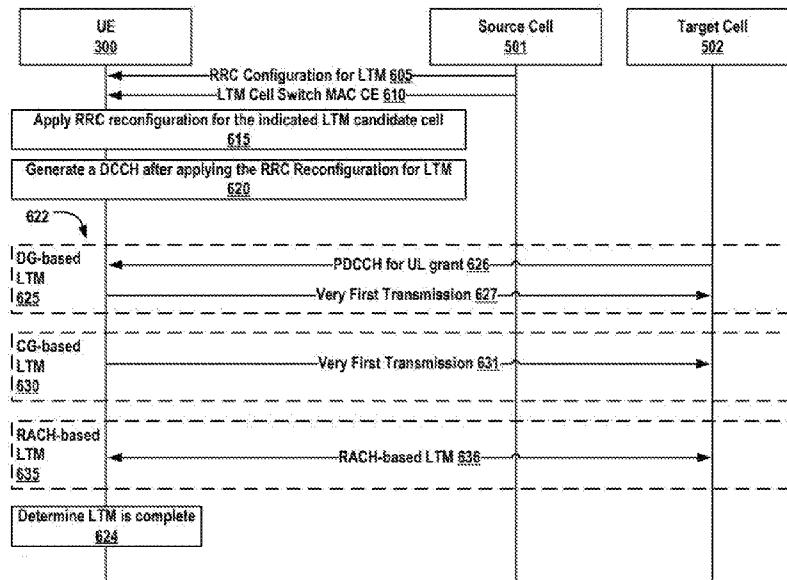 UE
300
Source Cell
501
Target Cell
502
RRC Configuration for LTM 605
LTM Cell Switch MAC CE 610
Apply RRC reconfiguration for the indicated LTM candidate cell
615
Generate a DCCH after applying the RRC Reconfiguration for LTM
620
622
DG-based
LTM
625
PDCCH for UL grant 626
Very First Transmission 627
CG-based
LTM
630
Very First Transmission 631
RACH-based
LTM
635
RACH-based LTM 636
Determine LTM is complete
624